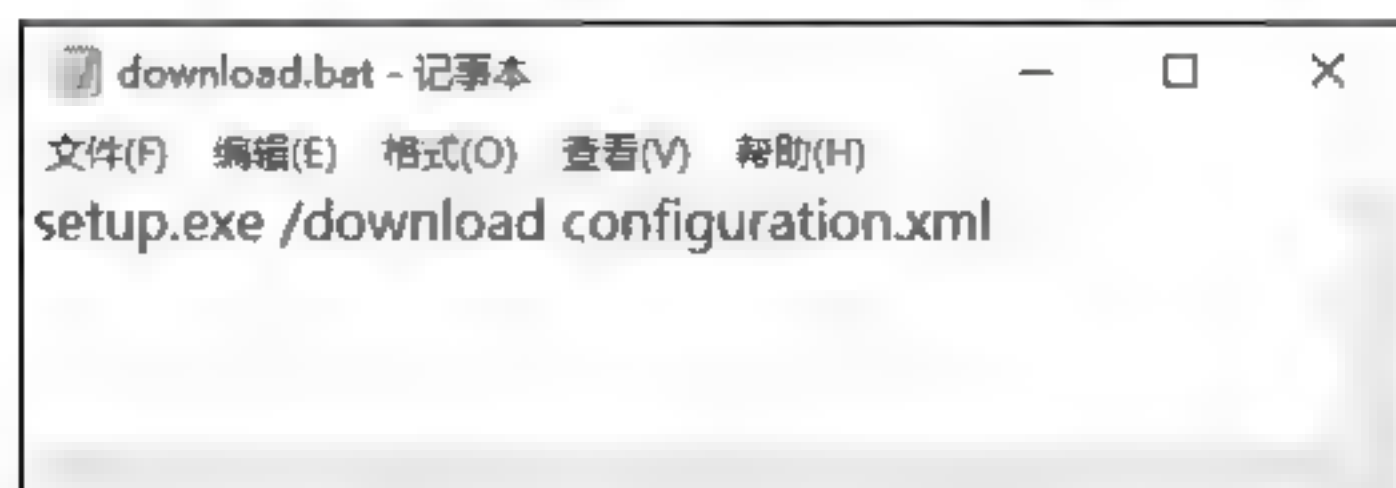 download.bat - 记事本
文件(F) 编辑(E) 格式(O) 查看(V) 帮助(H)
setup.exe /download configuration.xml